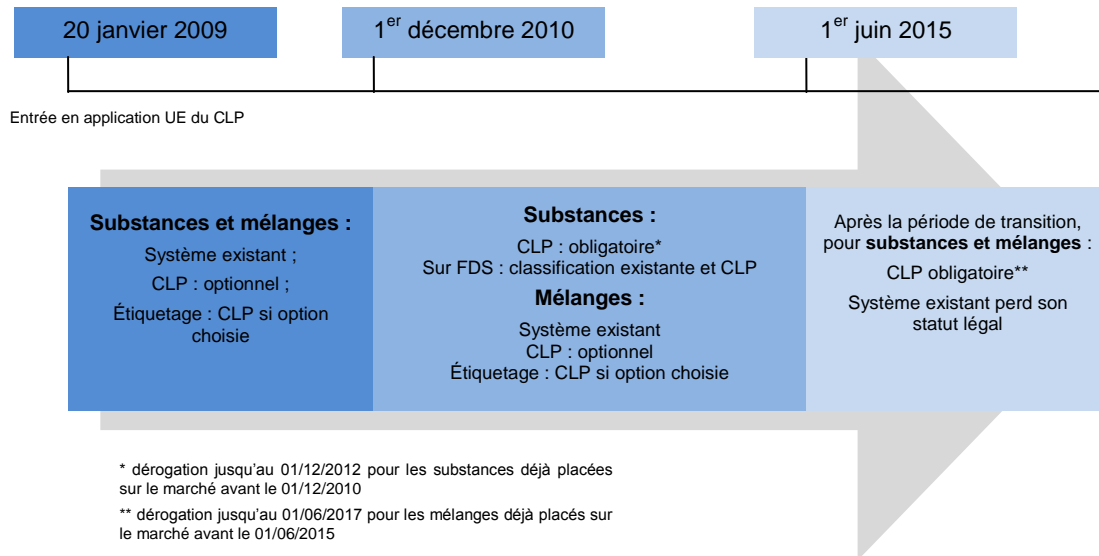 20 janvier 2009
1er décembre 2010
1er juin 2015
Entrée en application UE du CLP
Substances et mélanges :
Système existant ;
CLP : optionnel ;
Étiquetage : CLP si option
choisie
Substances :
CLP : obligatoire*
Sur FDS : classification existante et CLP
Mélanges :
Système existant
CLP : optionnel
Étiquetage : CLP si option choisie
Après la période de transition,
pour substances et mélanges :
CLP obligatoire**
Système existant perd son
statut légal
* dérogation jusqu'au 01/12/2012 pour les substances déjà placées
sur le marché avant le 01/12/2010
** dérogation jusqu'au 01/06/2017 pour les mélanges déjà placés sur
le marché avant le 01/06/2015